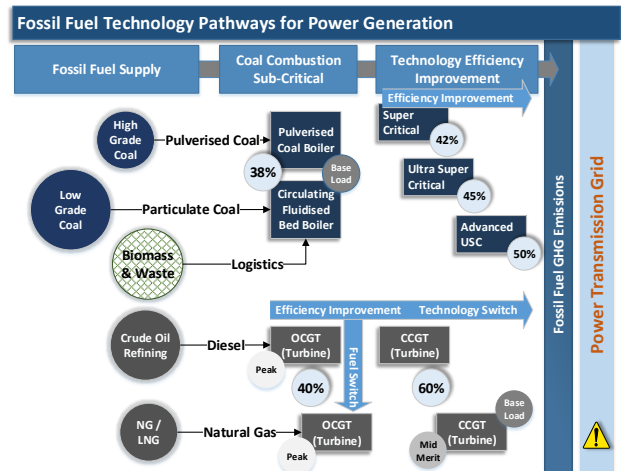 Fossil Fuel Technology Pathways for Power Generation
Fossil Fuel Supply
Coal Combustion
Sub-Critical
Technology Efficiency
Improvement
Efficiency Improvement
High
Grade
Coal
Pulverised Coal
Pulverised
Coal Boiler
Super
Critical
42%
38%
Base
Load
Ultra Super
Critical
45%
Low
Grade
Coal
Particulate Coal
Circulating
Fluidised
Bed Boiler
Advanced
USC
50%
Biomass
& Waste
Logistics
Efficiency Improvement
Technology Switch
Crude Oil
Refining
Diesel
OCGT
(Turbine)
Peak
40%
Fuel Switch
CCGT
(Turbine)
60%
NG /
LNG
Natural Gas
OCGT
(Turbine)
Peak
CCGT
(Turbine)
Base
Load
Mid
Merit
Fossil Fuel GHG Emissions
Power Transmission Grid